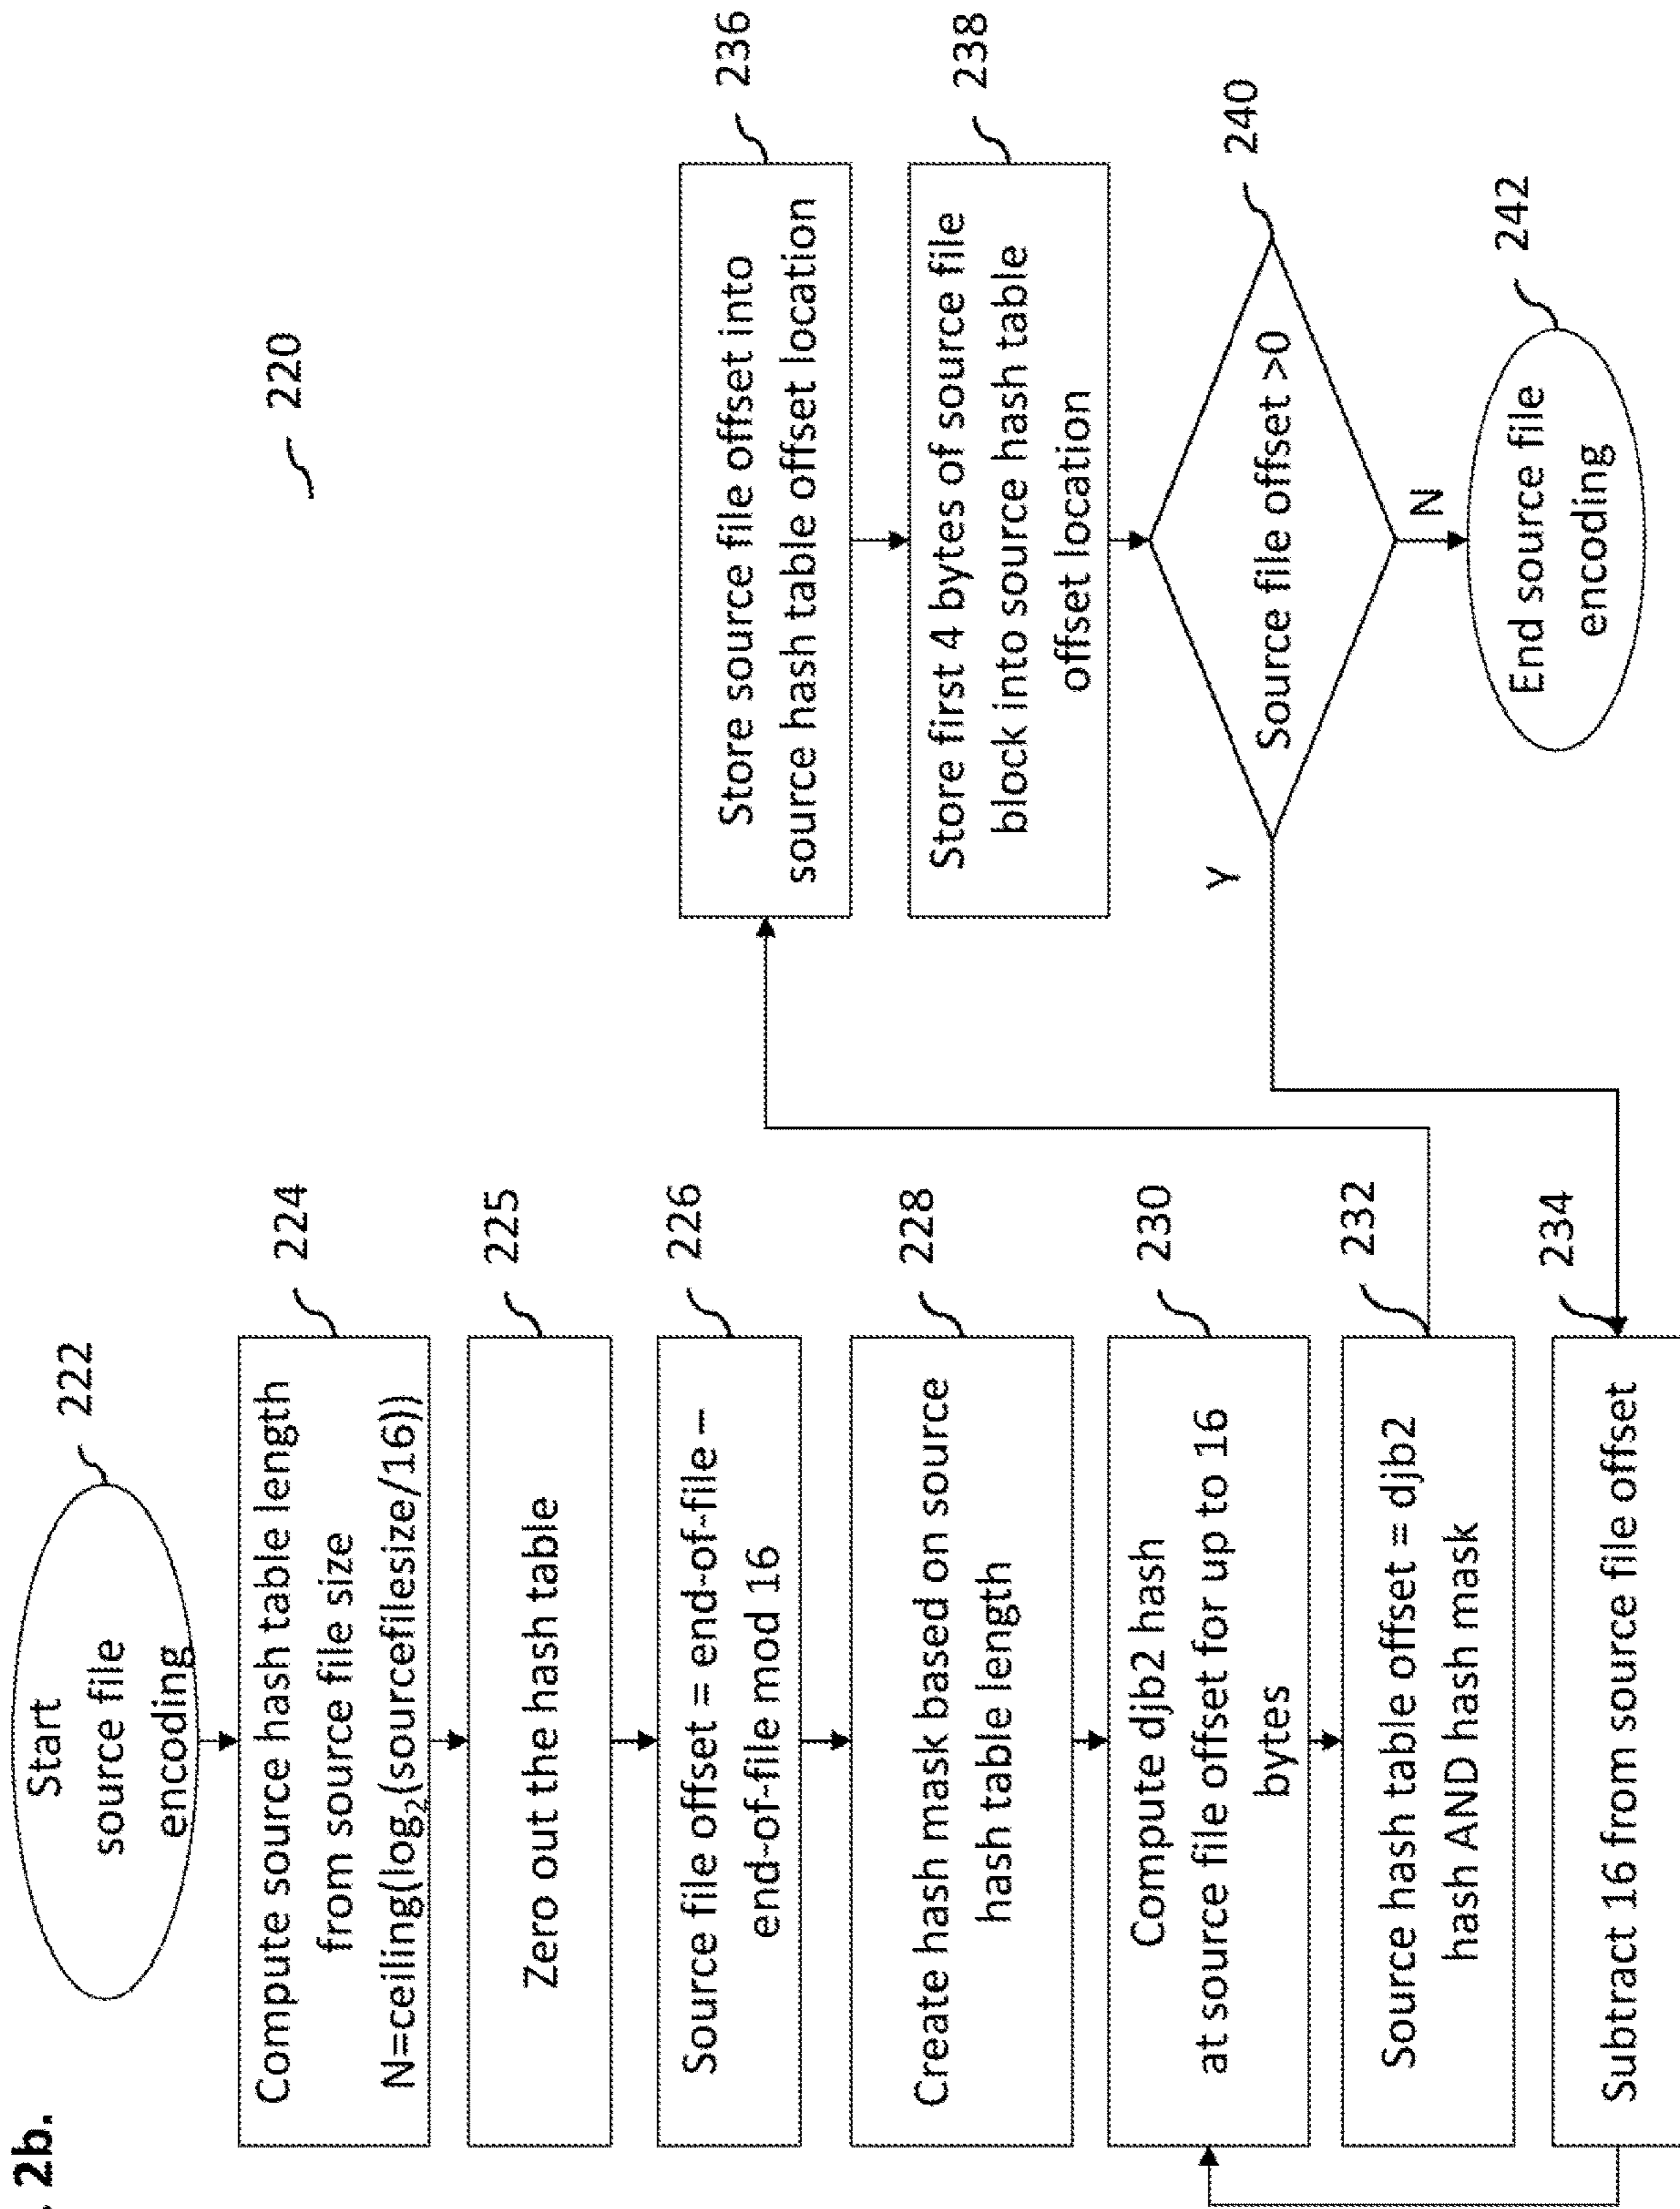 . 2b.
220
Start
source file
encoding
222
Compute source hash table length
from source file size
N=ceiling(log₂(sourcefilesize/16))
224
Zero out the hash table
225
Source file offset = end-of-file –
end-of-file mod 16
226
Create hash mask based on source
hash table length
228
Compute djb2 hash
at source file offset for up to 16
bytes
230
Source hash table offset = djb2
hash AND hash mask
232
Subtract 16 from source file offset
234
Store source file offset into
source hash table offset location
236
Store first 4 bytes of source file
block into source hash table
offset location
238
Source file offset >0
240
Y
N
End source file
encoding
242